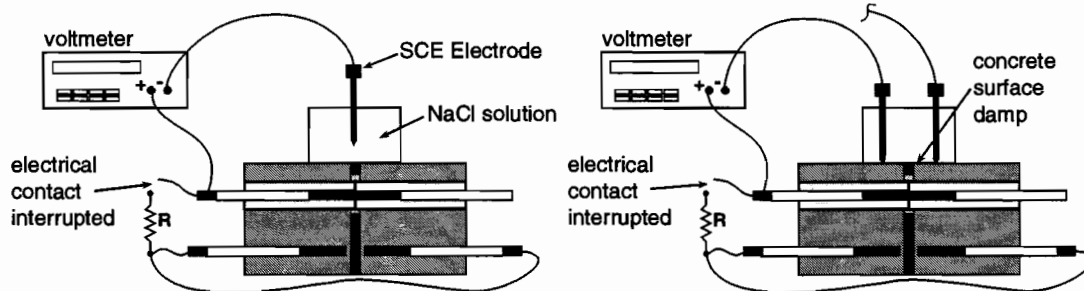 voltmeter
+ -
SCE Electrode
NaCl solution
electrical
contact
interrupted
R
voltmeter
+ -
concrete
surface
damp
electrical
contact
interrupted
R